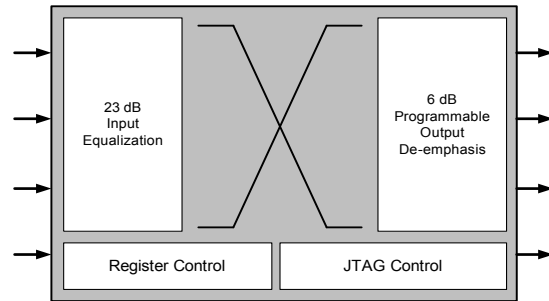 23 dB
Input
Equalization
6 dB
Programmable
Output
De-emphasis
Register Control
JTAG Control